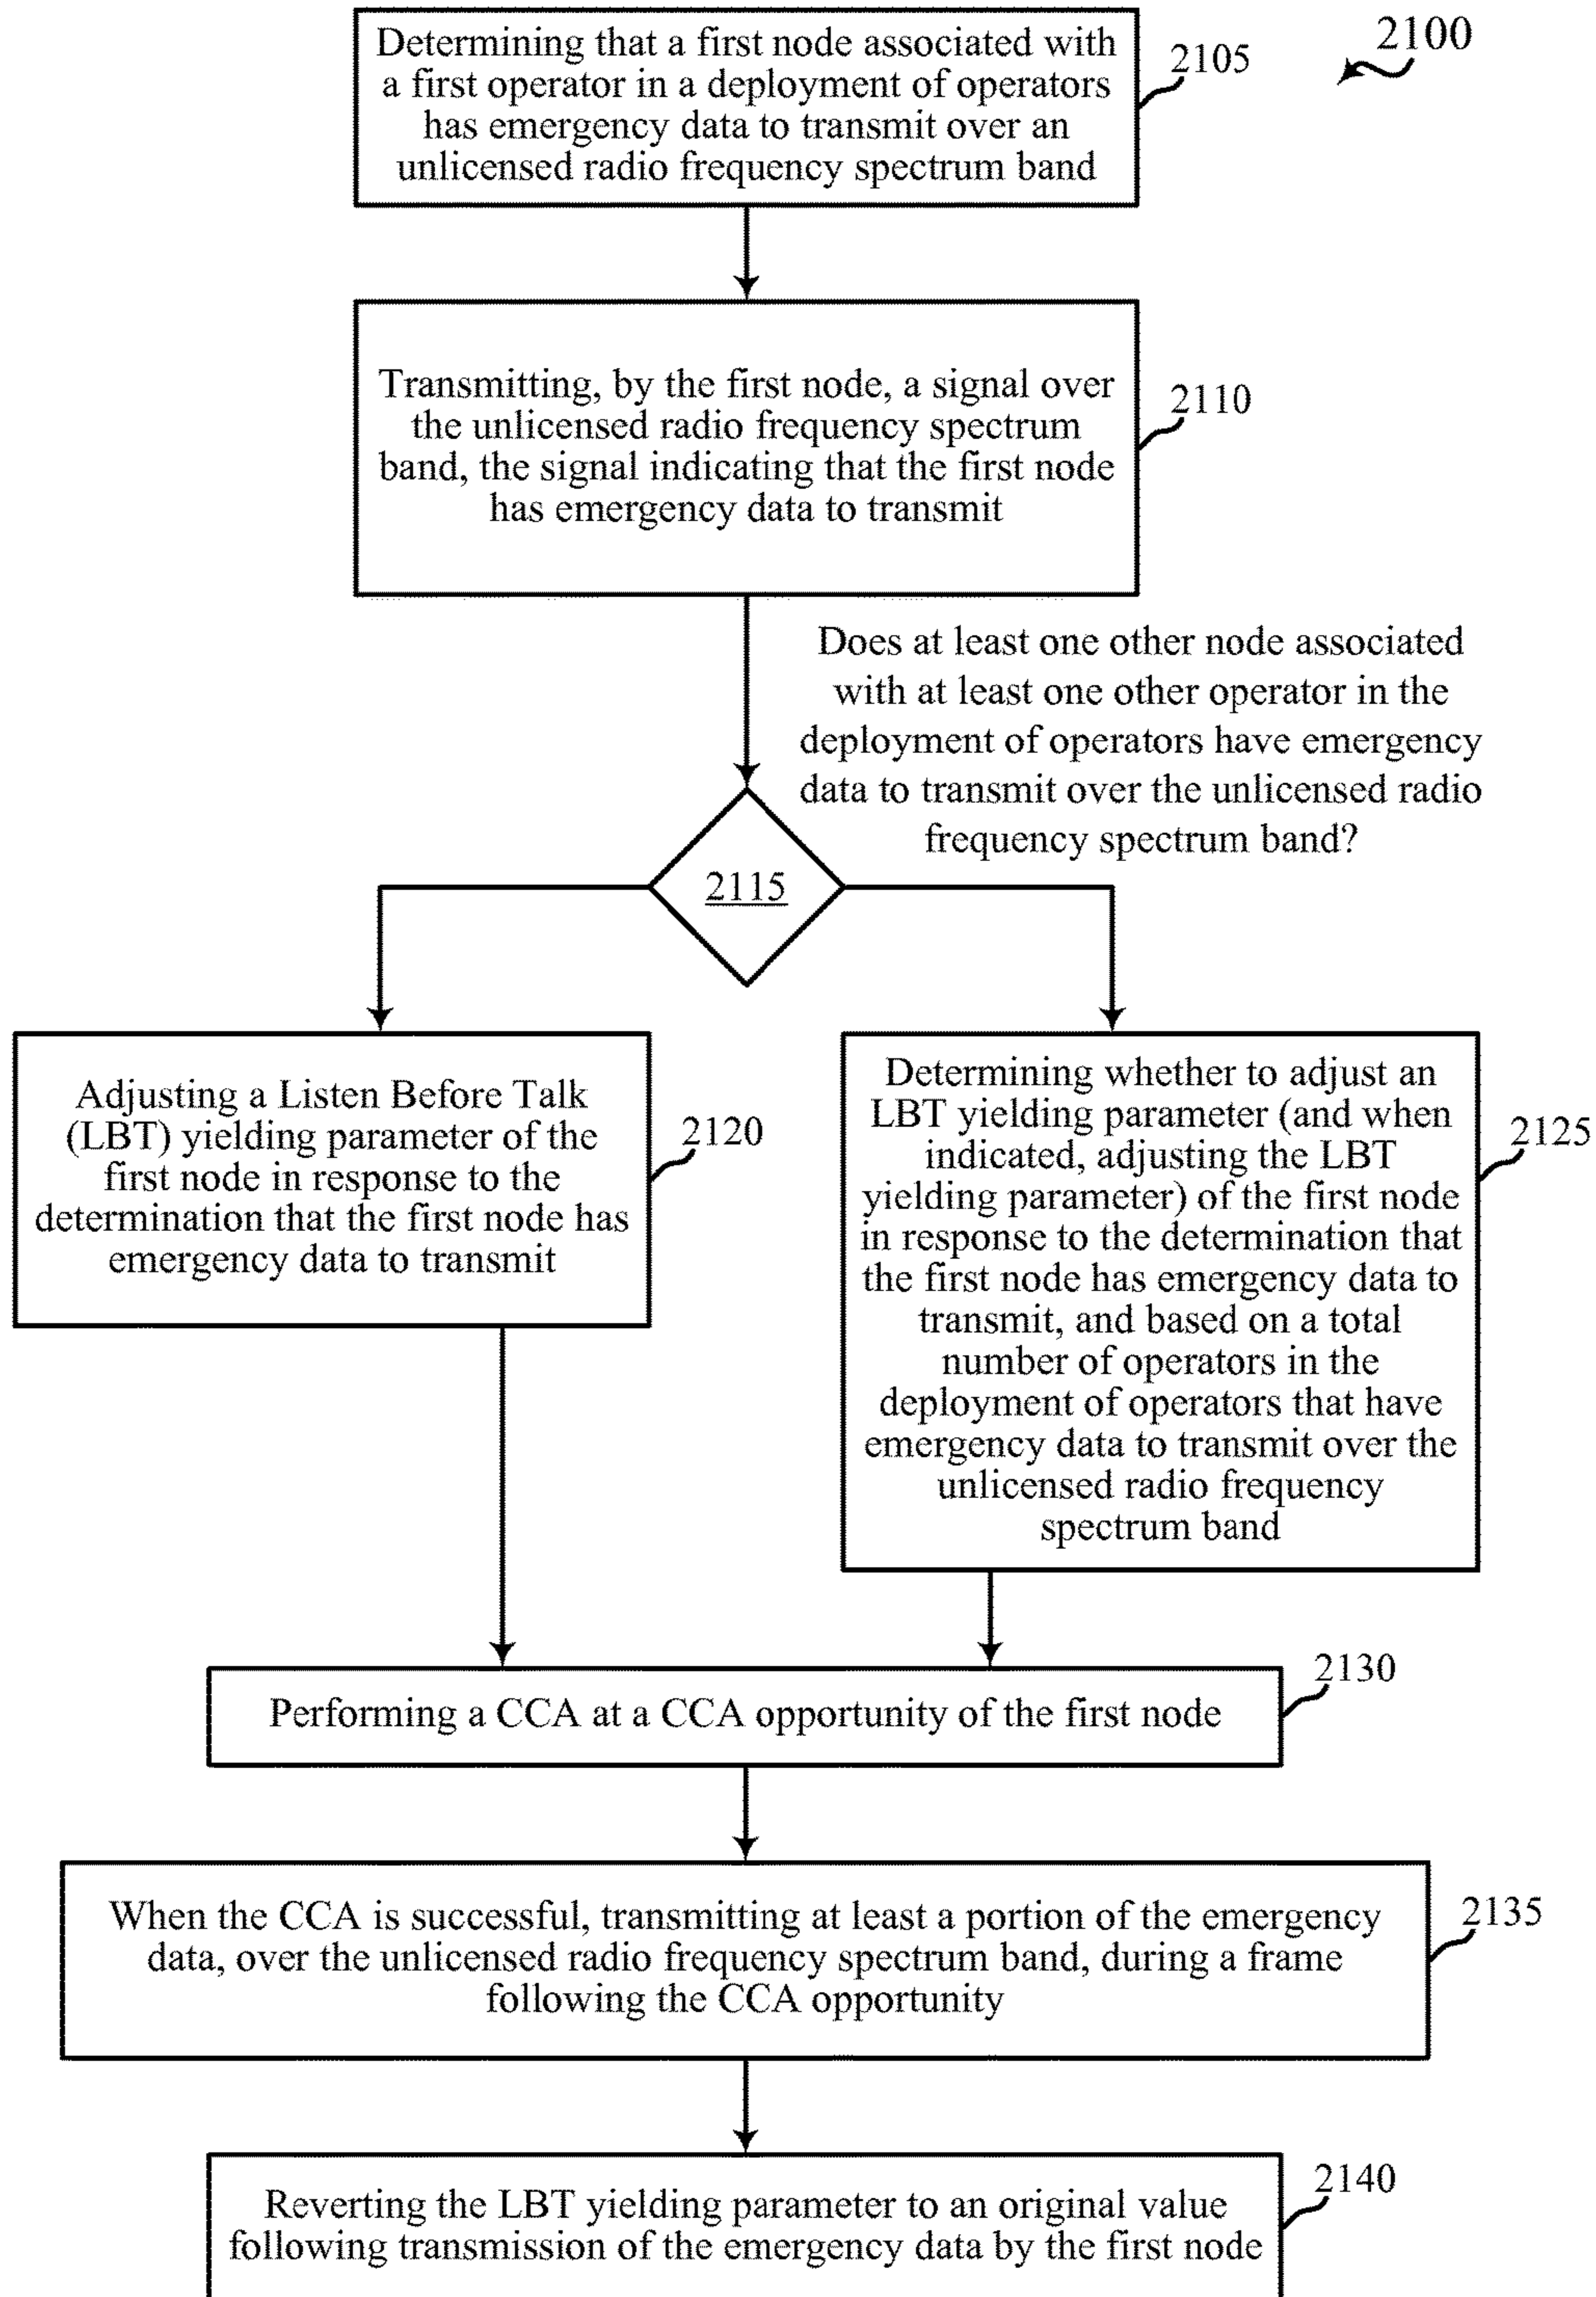 2100
Determining that a first node associated with
a first operator in a deployment of operators
has emergency data to transmit over an
unlicensed radio frequency spectrum band
2105
Transmitting, by the first node, a signal over
the unlicensed radio frequency spectrum
band, the signal indicating that the first node
has emergency data to transmit
2110
Does at least one other node associated
with at least one other operator in the
deployment of operators have emergency
data to transmit over the unlicensed radio
frequency spectrum band?
2115
Adjusting a Listen Before Talk
(LBT) yielding parameter of the
first node in response to the
determination that the first node has
emergency data to transmit
2120
Determining whether to adjust an
LBT yielding parameter (and when
indicated, adjusting the LBT
yielding parameter) of the first node
in response to the determination that
the first node has emergency data to
transmit, and based on a total
number of operators in the
deployment of operators that have
emergency data to transmit over the
unlicensed radio frequency
spectrum band
2125
Performing a CCA at a CCA opportunity of the first node
2130
When the CCA is successful, transmitting at least a portion of the emergency
data, over the unlicensed radio frequency spectrum band, during a frame
following the CCA opportunity
2135
Reverting the LBT yielding parameter to an original value
following transmission of the emergency data by the first node
2140